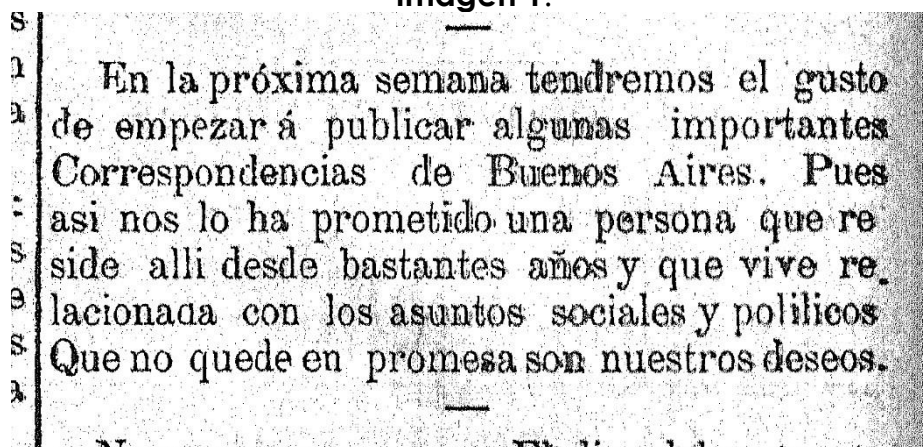 Imagen 1.
En la próxima semana tendremos el gusto
de empezar á publicar algunas importantes
Correspondencias de Buenos Aires. Pues
asi nos lo ha prometido una persona que re
side alli desde bastantes años y que vive re.
lacionada con los asuntos sociales y polilicos
Que no quede en promesa son nuestros deseos.